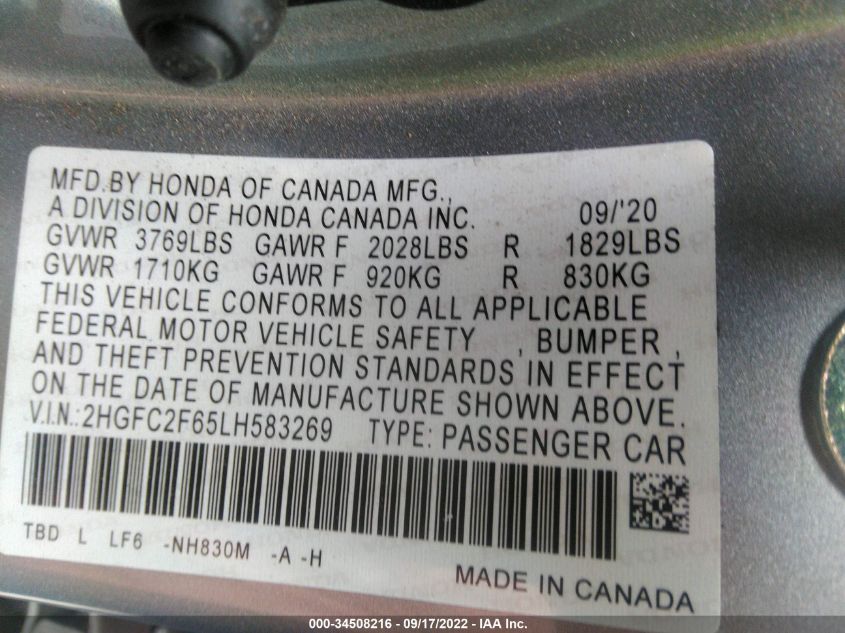 MFD.BY HONDA OF CANADA MFG.,
A DIVISION OF HONDA CANADA INC. 09/'20
GVWR 3769LBS GAWR F 2028LBS R 1829LBS
GVWR 1710KG GAWR F 920KG R 830KG
THIS VEHICLE CONFORMS TO ALL APPLICABLE
FEDERAL MOTOR VEHICLE SAFETY , BUMPER ,
AND THEFT PREVENTION STANDARDS IN EFFECT
ON THE DATE OF MANUFACTURE SHOWN ABOVE.
V.I.N.:2HGFC2F65LH583269 TYPE: PASSENGER CAR
TBD L LF6 -NH830M -A -H
MADE IN CANADA
000-34508216 - 09/17/2022 - IAA Inc.